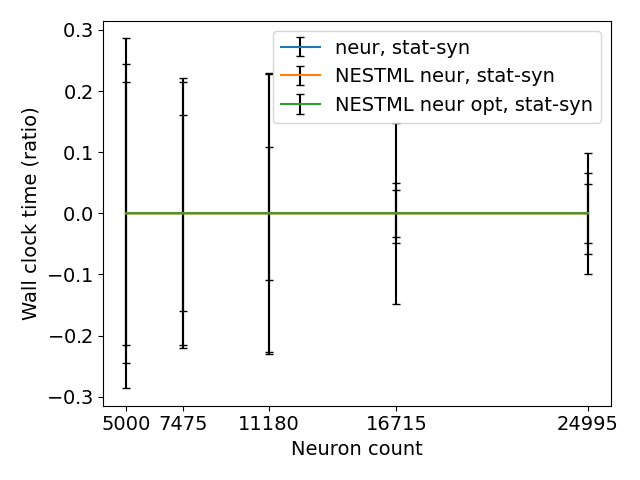 0.3
0.2
0.1
0.0
−0.1
−0.2
−0.3
Wall clock time (ratio)
neur, stat-syn
NESTML neur, stat-syn
NESTML neur opt, stat-syn
5000 7475 11180 16715 24995
Neuron count